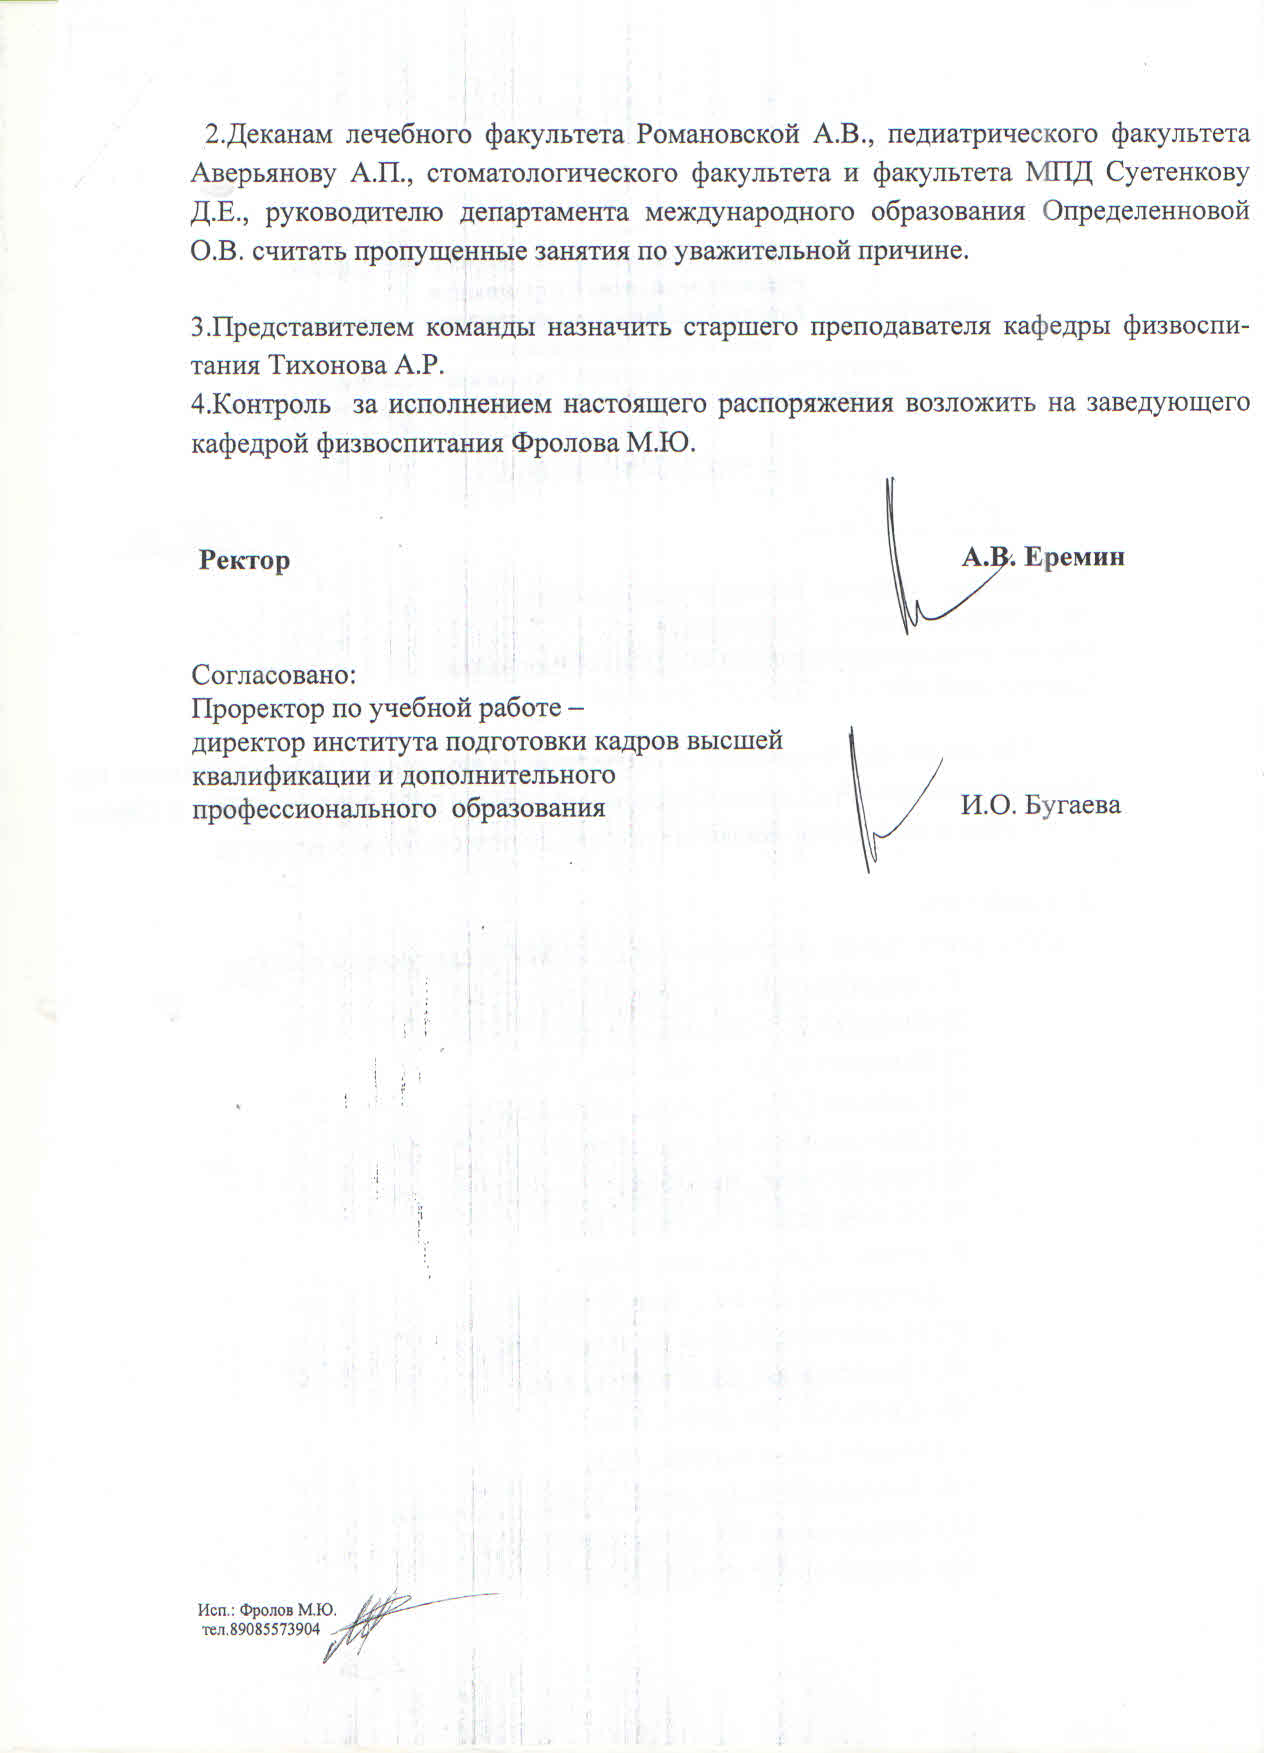 2.Деканам лечебного факультета Романовской А.В., педиатрического факультета
Аверьянову А.П., стоматологического факультета и факультета МПД Суетенкову
Д.Е., руководителю департамента международного образования Определенновой
О.В. считать пропущенные занятия по уважительной причине.
3.Представителем команды назначить старшего преподавателя кафедры физвоспи-
тания Тихонова А.Р.
4.Контроль за исполнением настоящего распоряжения возложить на заведующего
кафедрой физвоспитания Фролова М.Ю.
Ректор А.В. Еремин
Согласовано:
Проректор по учебной работе –
директор института подготовки кадров высшей
квалификации и дополнительного
профессионального образования И.О. Бугаева
Исп.: Фролов М.Ю.
тел.89085573904